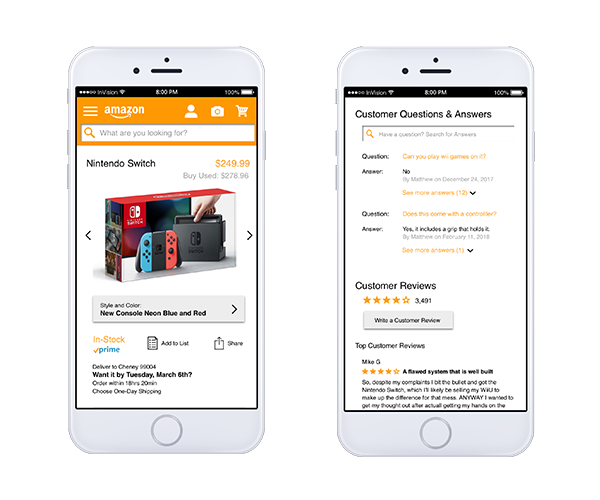 InVision
8:00 PM
100%
amazon
What are you looking for?
Nintendo Switch
$249.99
Buy Used: $278.96
NINTENDO
SWITCH
Style and Color:
New Console Neon Blue and Red
In-Stock
prime
Add to List
Share
Deliver to Cheney 99004
Want it by Tuesday, March 6th?
Order within 18hrs 20min
Choose One-Day Shipping
InVision
8:00 PM
100%
Customer Questions & Answers
Have a question? Search for Answers
Question:
Can you play wii games on it?
Answer:
No
By Matthew on December 24, 2017
See more answers (12)
Question:
Does this come with a controller?
Answer:
Yes, it includes a grip that holds it.
By Matthew on February 11, 2018
See more answers (1)
Customer Reviews
3,491
Write a Customer Review
Top Customer Reviews
Mike G
A flawed system that is well built
So, despite my complaints I bit the bullet and got the
Nintendo Switch, which I'll likely be selling my WiiU to
make up the difference for that mess. ANYWAY I wanted to
get my thought out after actually getting my hands on the